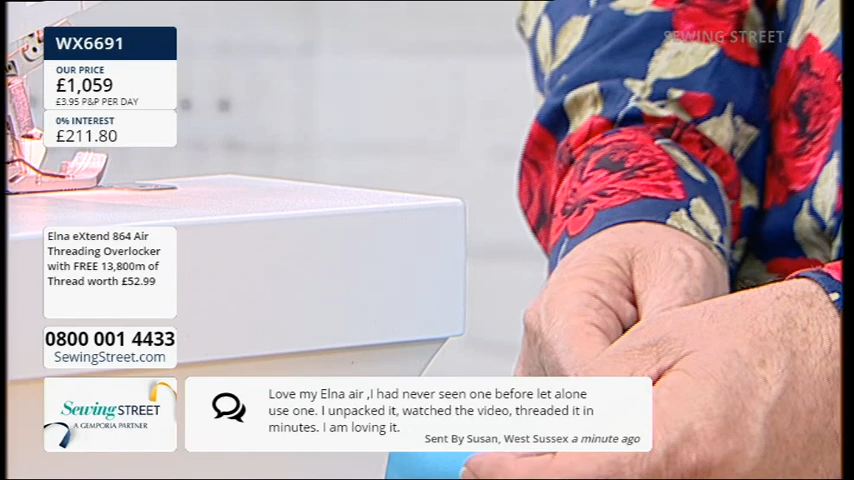 WX6691
OUR PRICE
£1,059
£3.95 P&P PER DAY
0% INTEREST
£211.80
SEWING STREET
Elna eXtend 864 Air
Threading Overlocker
with FREE 13,800m of
Thread worth £52.99
0800 001 4433
SewingStreet.com
Sewing STREET
A GEMPORIA PARTNER
Love my Elna air ,I had never seen one before let alone
use one. I unpacked it, watched the video, threaded it in
minutes. I am loving it.
Sent By Susan, West Sussex a minute ago